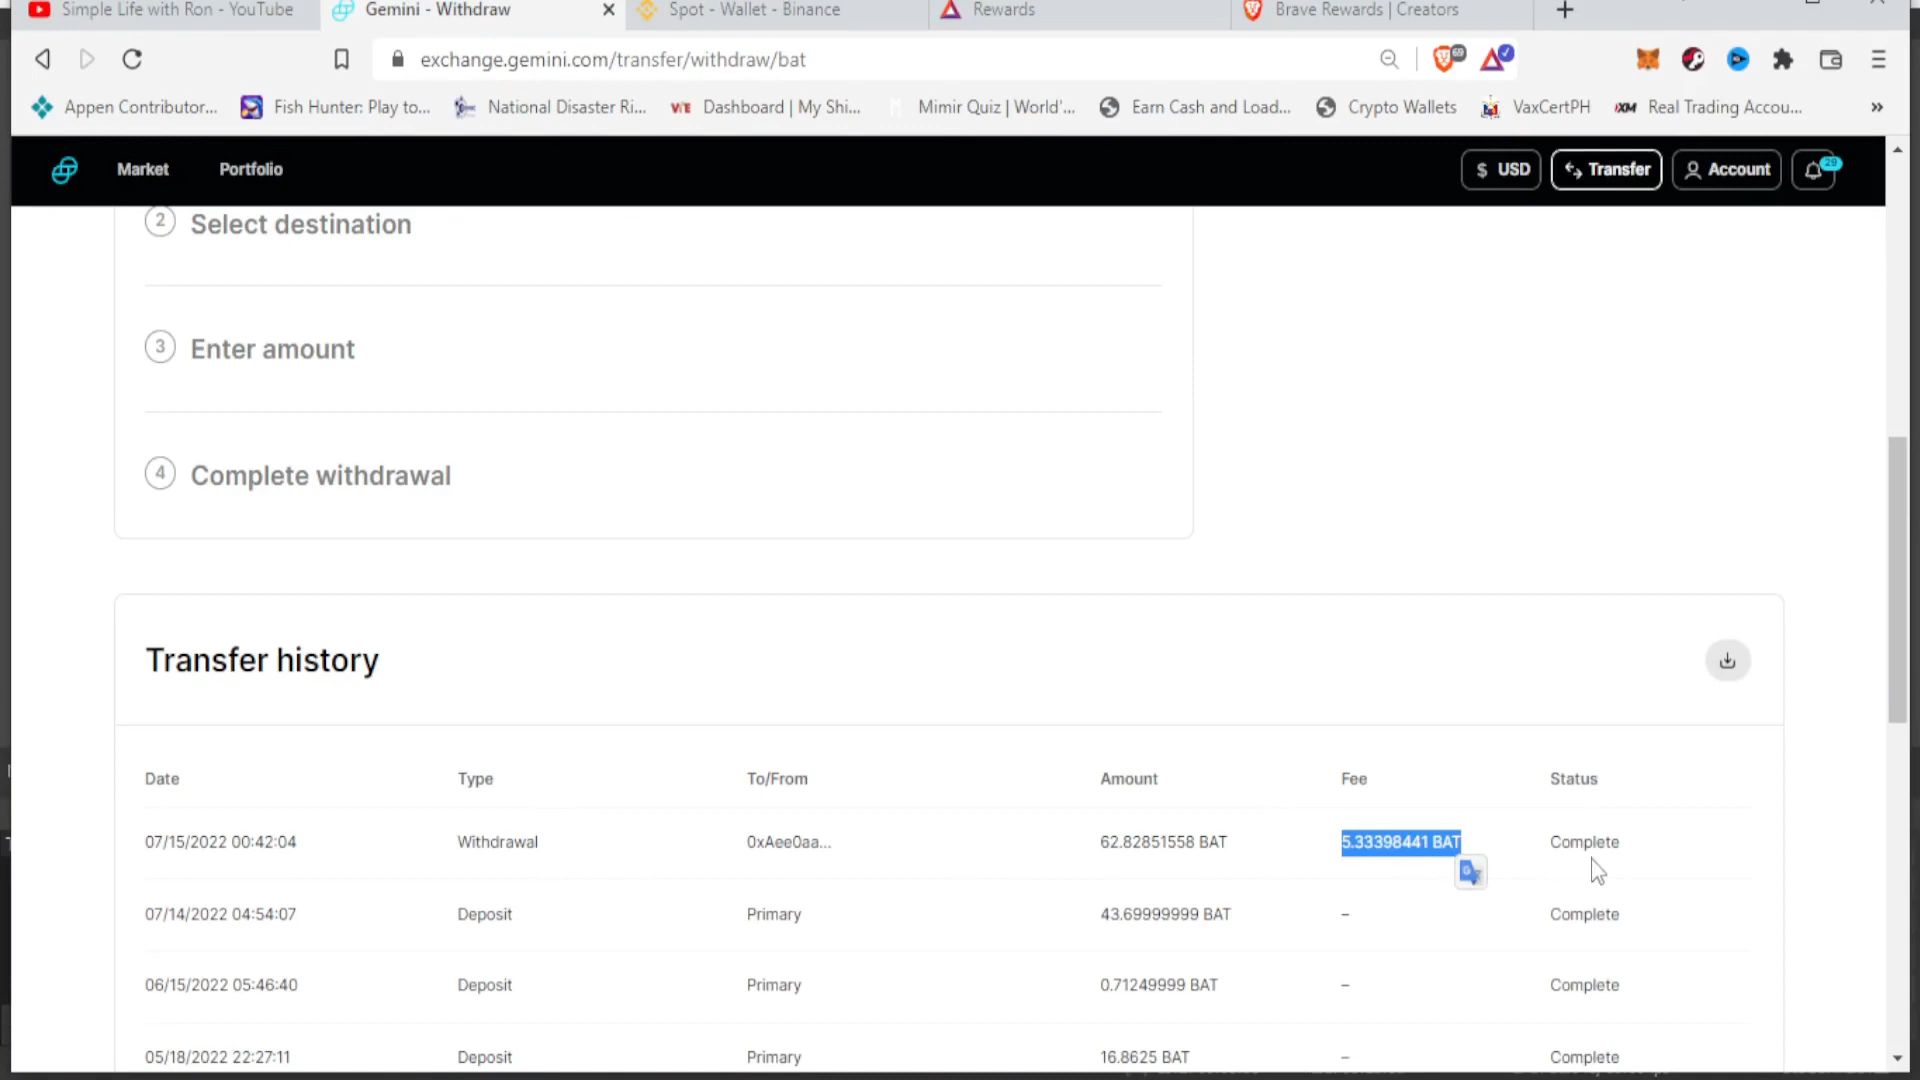 Simple Life with Ron - YouTube
Gemini - Withdraw
Spot - Wallet - Binance
Rewards
Brave Rewards | Creators
exchange.gemini.com/transfer/withdraw/bat
69
Appen Contributor...
Fish Hunter: Play to...
National Disaster Ri...
Dashboard | My Shi...
Mimir Quiz | World'...
Earn Cash and Load...
Crypto Wallets
VaxCertPH
XM
Real Trading Accou...
»
Market
Portfolio
$ USD
Transfer
Account
29
2 Select destination
3 Enter amount
4 Complete withdrawal
Transfer history
Date Type To/From Amount Fee Status
07/15/2022 00:42:04 Withdrawal 0xAee0aa... 62.82851558 BAT 5.33398441 BAT Complete
07/14/2022 04:54:07 Deposit Primary 43.69999999 BAT – Complete
06/15/2022 05:46:40 Deposit Primary 0.71249999 BAT – Complete
05/18/2022 22:27:11 Deposit Primary 16.8625 BAT – Complete